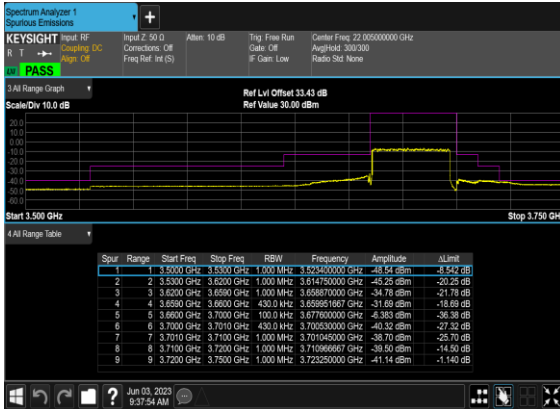 Spectrum Analyzer 1
Spurious Emissions
+
KEYSIGHT Input: RF Input Z: 50 Ω Atten: 10 dB Trig: Free Run Center Freq: 22.005000000 GHz
R T Coupling: DC Corrections: Off Gate: Off Avg|Hold: 300/300
Align: Off Freq Ref: Int (S) IF Gain: Low Radio Std: None
PASS
3 All Range Graph Ref Lvl Offset 33.43 dB
Scale/Div 10.0 dB Ref Value 30.00 dBm
20.0
10.0
0.00
-10.0
-20.0
-30.0
-40.0
-50.0
-60.0
Start 3.500 GHz Stop 3.750 GH
4 All Range Table
Spur Range Start Freq Stop Freq RBW Frequency Amplitude ΔLimit
1 1 3.5000 GHz 3.5300 GHz 1.000 MHz 3.523400000 GHz -48.54 dBm -8.542 dB
2 2 3.5300 GHz 3.6200 GHz 1.000 MHz 3.614750000 GHz -45.25 dBm -20.25 dB
3 3 3.6200 GHz 3.6590 GHz 1.000 MHz 3.658870000 GHz -34.78 dBm -21.78 dB
4 4 3.6590 GHz 3.6600 GHz 430.0 kHz 3.659951667 GHz -31.69 dBm -18.69 dB
5 5 3.6600 GHz 3.7000 GHz 100.0 kHz 3.677600000 GHz -6.383 dBm -36.38 dB
6 6 3.7000 GHz 3.7010 GHz 430.0 kHz 3.700530000 GHz -40.32 dBm -27.32 dB
7 7 3.7010 GHz 3.7100 GHz 1.000 MHz 3.701045000 GHz -38.70 dBm -25.70 dB
8 8 3.7100 GHz 3.7200 GHz 1.000 MHz 3.710966667 GHz -39.50 dBm -14.50 dB
9 9 3.7200 GHz 3.7500 GHz 1.000 MHz 3.723250000 GHz -41.14 dBm -1.140 dB
? Jun 03, 2023
9:37:54 AM